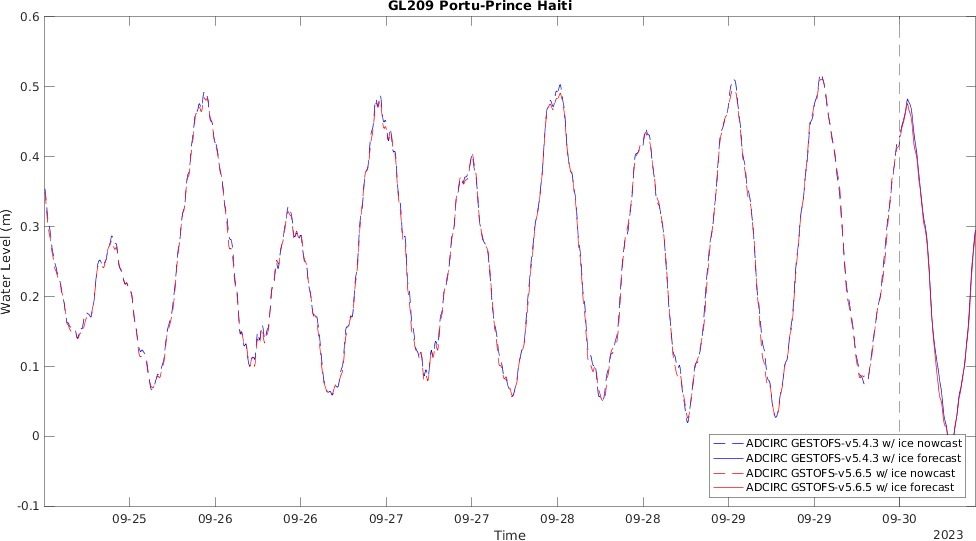 GL209 Portu-Prince Haiti
0.6
0.5
0.4
0.3
0.2
0.1
0
-0.1
Water Level (m)
ADCIRC GESTOFS-v5.4.3 w/ ice nowcast
ADCIRC GESTOFS-v5.4.3 w/ ice forecast
ADCIRC GSTOFS-v5.6.5 w/ ice nowcast
ADCIRC GSTOFS-v5.6.5 w/ ice forecast
09-25 09-26 09-26 09-27 09-27 09-28 09-28 09-29 09-29 09-30
Time
2023